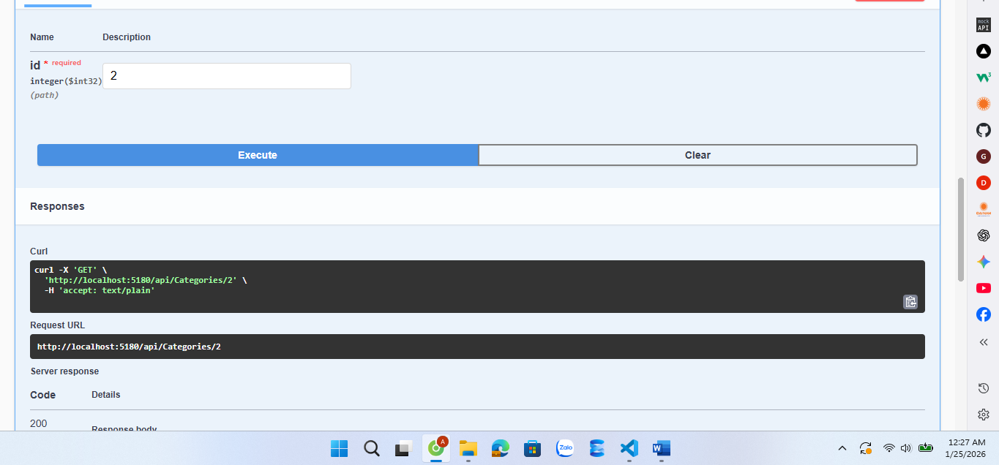 Name Description
id * required
integer($int32)
(path)
2
Execute Clear
Responses
Curl
curl -X 'GET' \
'http://localhost:5180/api/Categories/2' \
-H 'accept: text/plain'
Request URL
http://localhost:5180/api/Categories/2
Server response
Code Details
200
Response body
mock
API
W3
G
D
A
Zalo
W
12:27 AM
1/25/2026